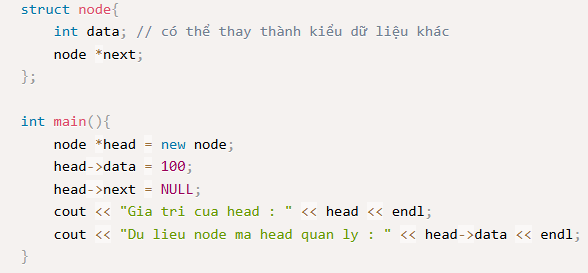 struct node{
    int data; // có thể thay thành kiểu dữ liệu khác
    node *next;
};

int main(){
    node *head = new node;
    head->data = 100;
    head->next = NULL;
    cout << "Gia tri cua head : " << head << endl;
    cout << "Du lieu node ma head quan ly : " << head->data << endl;
}